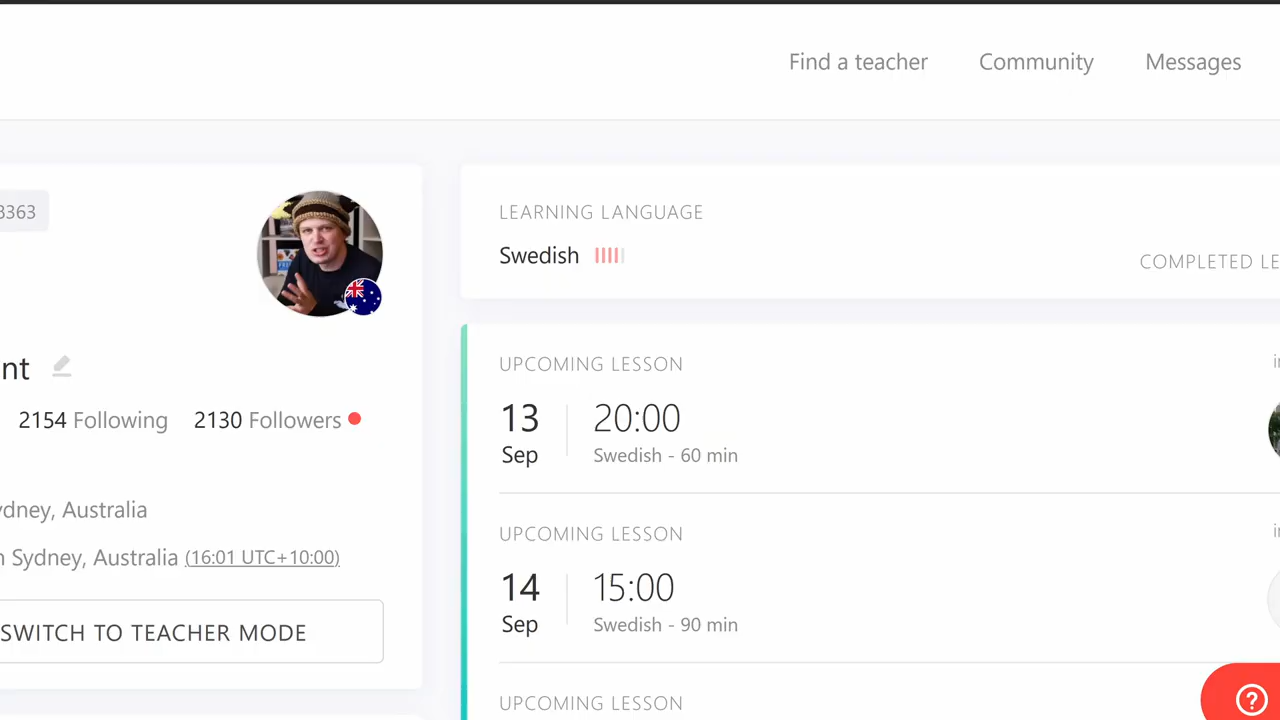 Find a teacher Community Messages
3363
nt
2154 Following 2130 Followers
ydney, Australia
n Sydney, Australia (16:01 UTC+10:00)
SWITCH TO TEACHER MODE
LEARNING LANGUAGE
Swedish
COMPLETED LE
UPCOMING LESSON
13 20:00
Sep Swedish - 60 min
UPCOMING LESSON
14 15:00
Sep Swedish - 90 min
UPCOMING LESSON